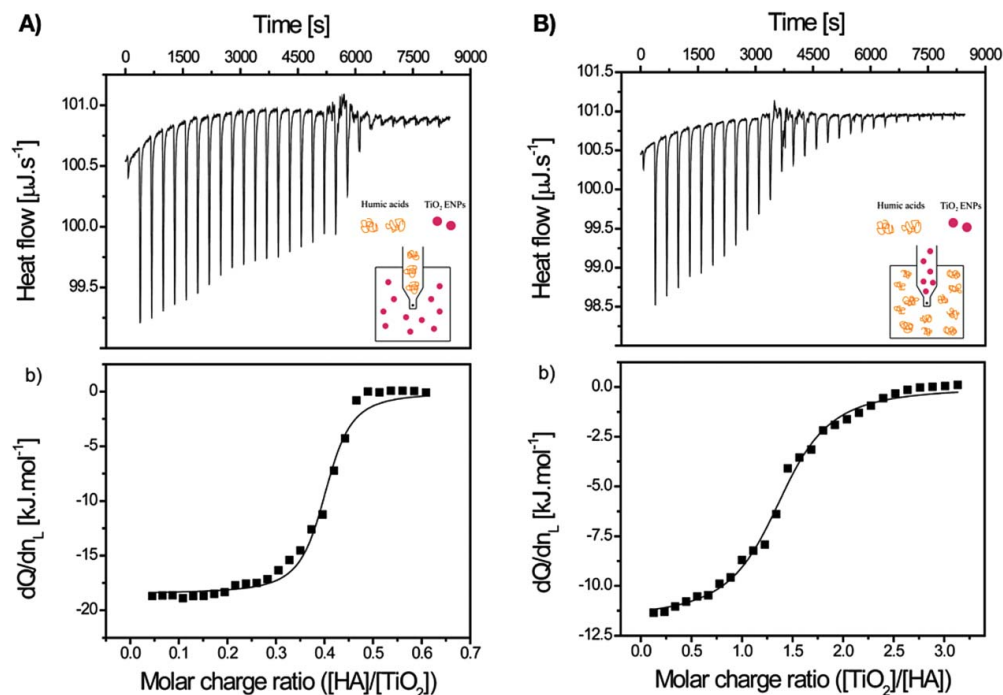 A)
Time [s]
0 1500 3000 4500 6000 7500 9000
Heat flow [µJ.s⁻¹]
101.0
100.5
100.0
99.5
Humic acids
TiO₂ ENPs
b)
dQ/dnL [kJ.mol⁻¹]
0
-5
-10
-15
-20
0.0 0.1 0.2 0.3 0.4 0.5 0.6 0.7
Molar charge ratio ([HA]/[TiO₂])
B)
Time [s]
0 1500 3000 4500 6000 7500 9000
Heat flow [µJ.s⁻¹]
101.5
101.0
100.5
100.0
99.5
99.0
98.5
Humic acids
TiO₂ ENPs
b)
dQ/dnL [kJ.mol⁻¹]
0.0
-2.5
-5.0
-7.5
-10.0
-12.5
0.0 0.5 1.0 1.5 2.0 2.5 3.0
Molar charge ratio ([TiO₂]/[HA])